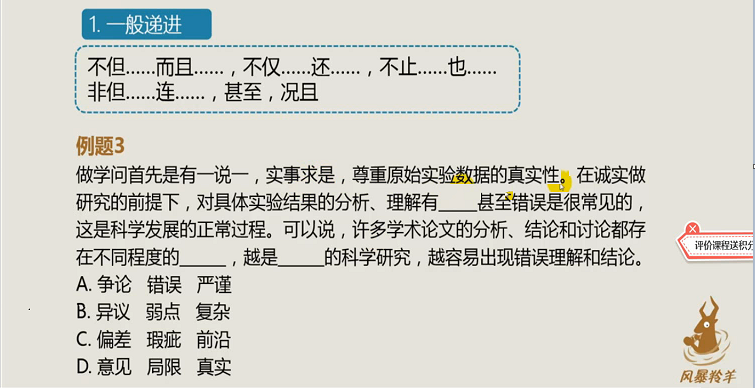 1. 一般递进
不但……而且……，不仅……还……，不止……也……
非但……连……，甚至，况且
例题3
做学问首先是有一说一，实事求是，尊重原始实验数据的真实性。在诚实做
研究的前提下，对具体实验结果的分析、理解有____甚至错误是很常见的，
这是科学发展的正常过程。可以说，许多学术论文的分析、结论和讨论都存
在不同程度的_____，越是_____的科学研究，越容易出现错误理解和结论。
A. 争论 错误 严谨
B. 异议 弱点 复杂
C. 偏差 瑕疵 前沿
D. 意见 局限 真实
评价课程送积分
风暴羚羊